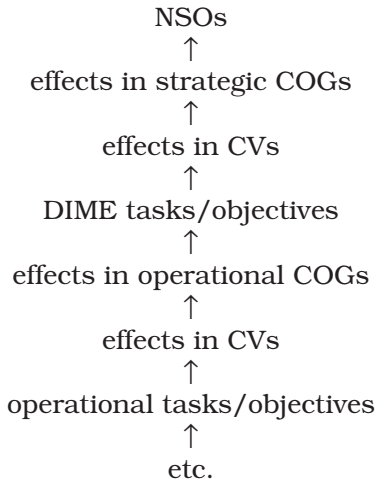 NSOs
↑
effects in strategic COGs
↑
effects in CVs
↑
DIME tasks/objectives
↑
effects in operational COGs
↑
effects in CVs
↑
operational tasks/objectives
↑
etc.